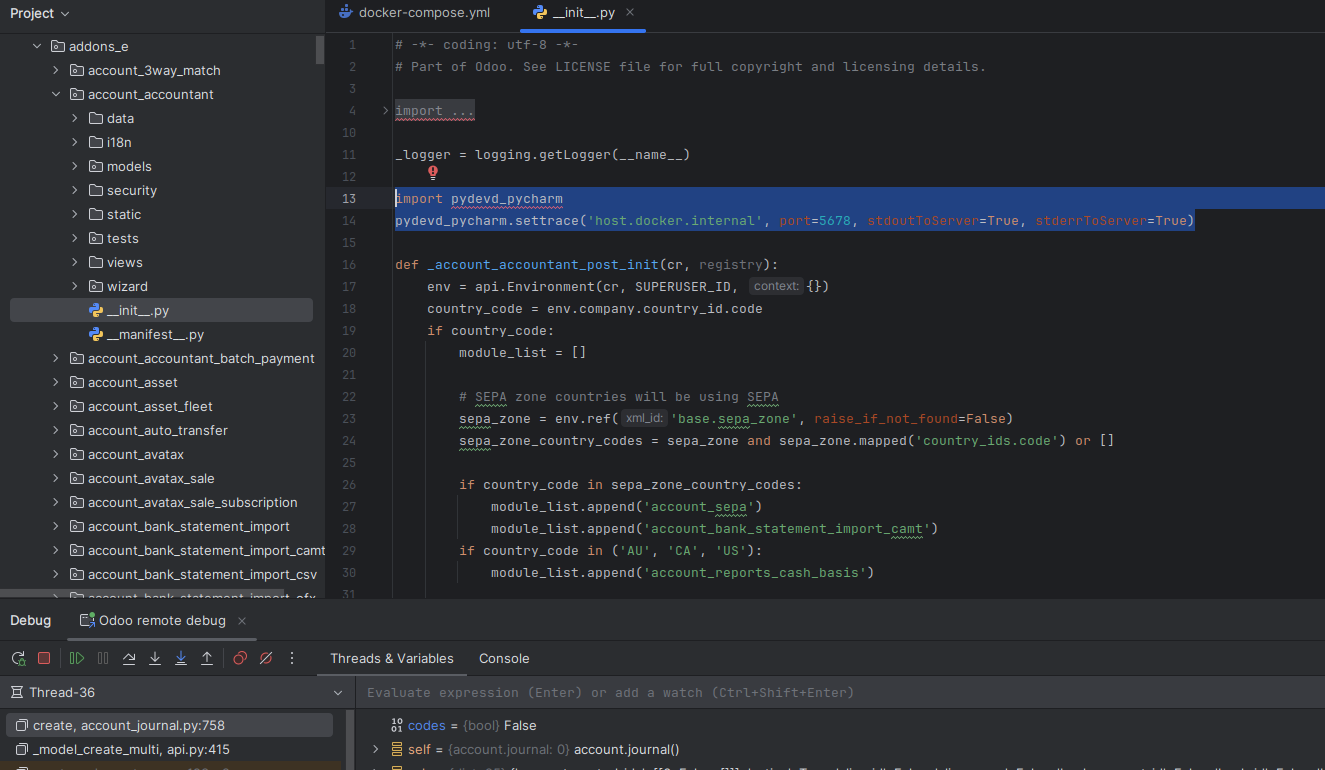 Project
docker-compose.yml
__init__.py
addons_e
account_3way_match
account_accountant
data
i18n
models
security
static
tests
views
wizard
__init__.py
__manifest__.py
account_accountant_batch_payment
account_asset
account_asset_fleet
account_auto_transfer
account_avatax
account_avatax_sale
account_avatax_sale_subscription
account_bank_statement_import
account_bank_statement_import_camt
account_bank_statement_import_csv
1 # -*- coding: utf-8 -*-
2 # Part of Odoo. See LICENSE file for full copyright and licensing details.
3
4 import ...
10
11 _logger = logging.getLogger(__name__)
12
13 import pydevd_pycharm
14 pydevd_pycharm.settrace('host.docker.internal', port=5678, stdoutToServer=True, stderrToServer=True)
15
16 def _account_accountant_post_init(cr, registry):
17 env = api.Environment(cr, SUPERUSER_ID, context: {})
18 country_code = env.company.country_id.code
19 if country_code:
20 module_list = []
21
22 # SEPA zone countries will be using SEPA
23 sepa_zone = env.ref( xml_id: 'base.sepa_zone', raise_if_not_found=False)
24 sepa_zone_country_codes = sepa_zone and sepa_zone.mapped('country_ids.code') or []
25
26 if country_code in sepa_zone_country_codes:
27 module_list.append('account_sepa')
28 module_list.append('account_bank_statement_import_camt')
29 if country_code in ('AU', 'CA', 'US'):
30 module_list.append('account_reports_cash_basis')
31
Debug
Odoo remote debug
Threads & Variables
Console
Thread-36
Evaluate expression (Enter) or add a watch (Ctrl+Shift+Enter)
create, account_journal.py:758
_model_create_multi, api.py:415
codes = {bool} False
self = {account.journal: 0} account.journal()